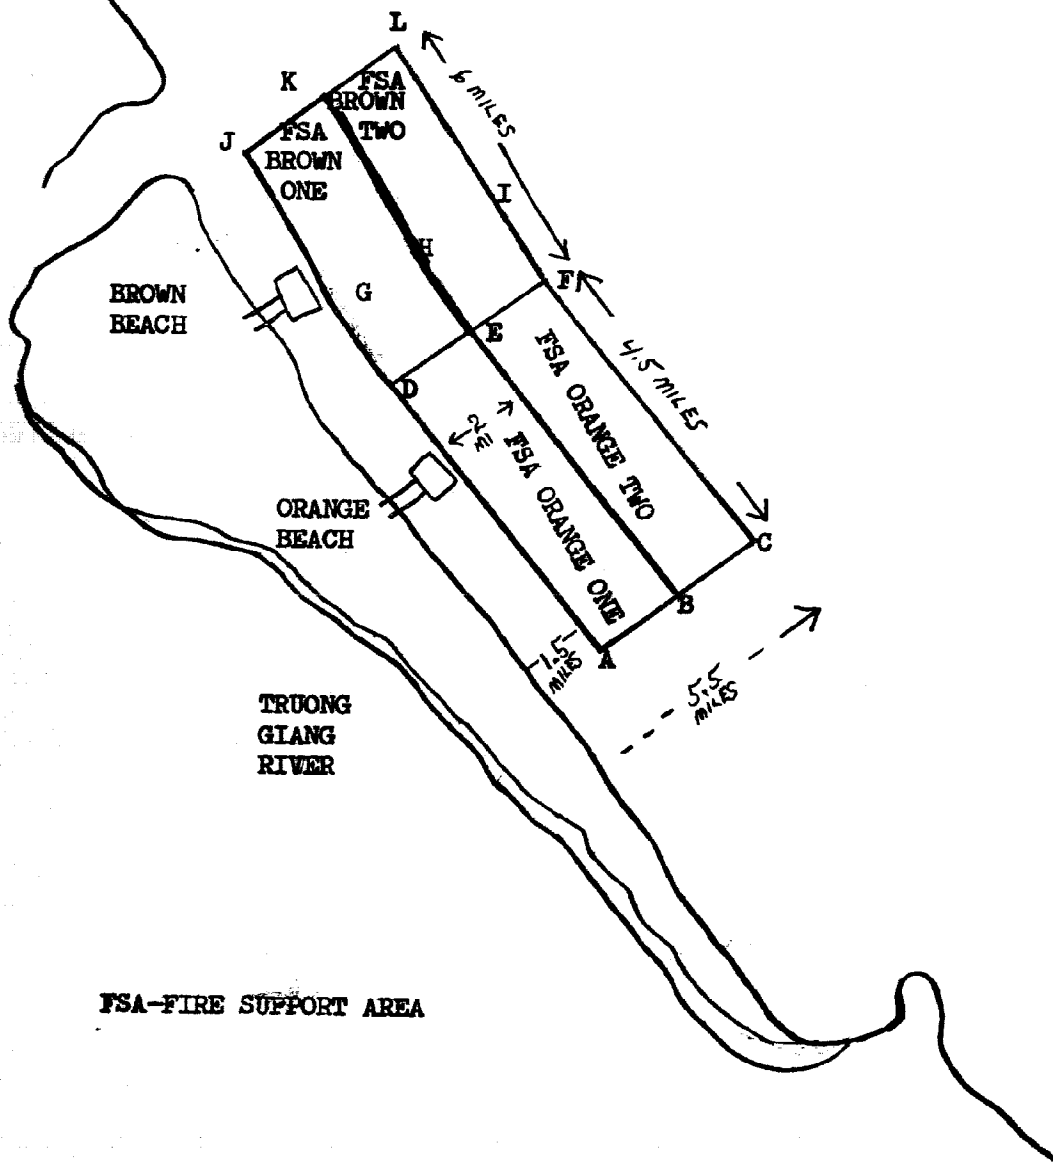 L
6 MILES
K
FSA
BROWN
TWO
J
FSA
BROWN
ONE
I
H
G
F
BROWN
BEACH
E
4.5 MILES
FSA ORANGE TWO
D
2
MI
FSA ORANGE ONE
ORANGE
BEACH
C
B
A
1.5
MILES
5.5
MILES
TRUONG
GIANG
RIVER
FSA-FIRE SUPPORT AREA